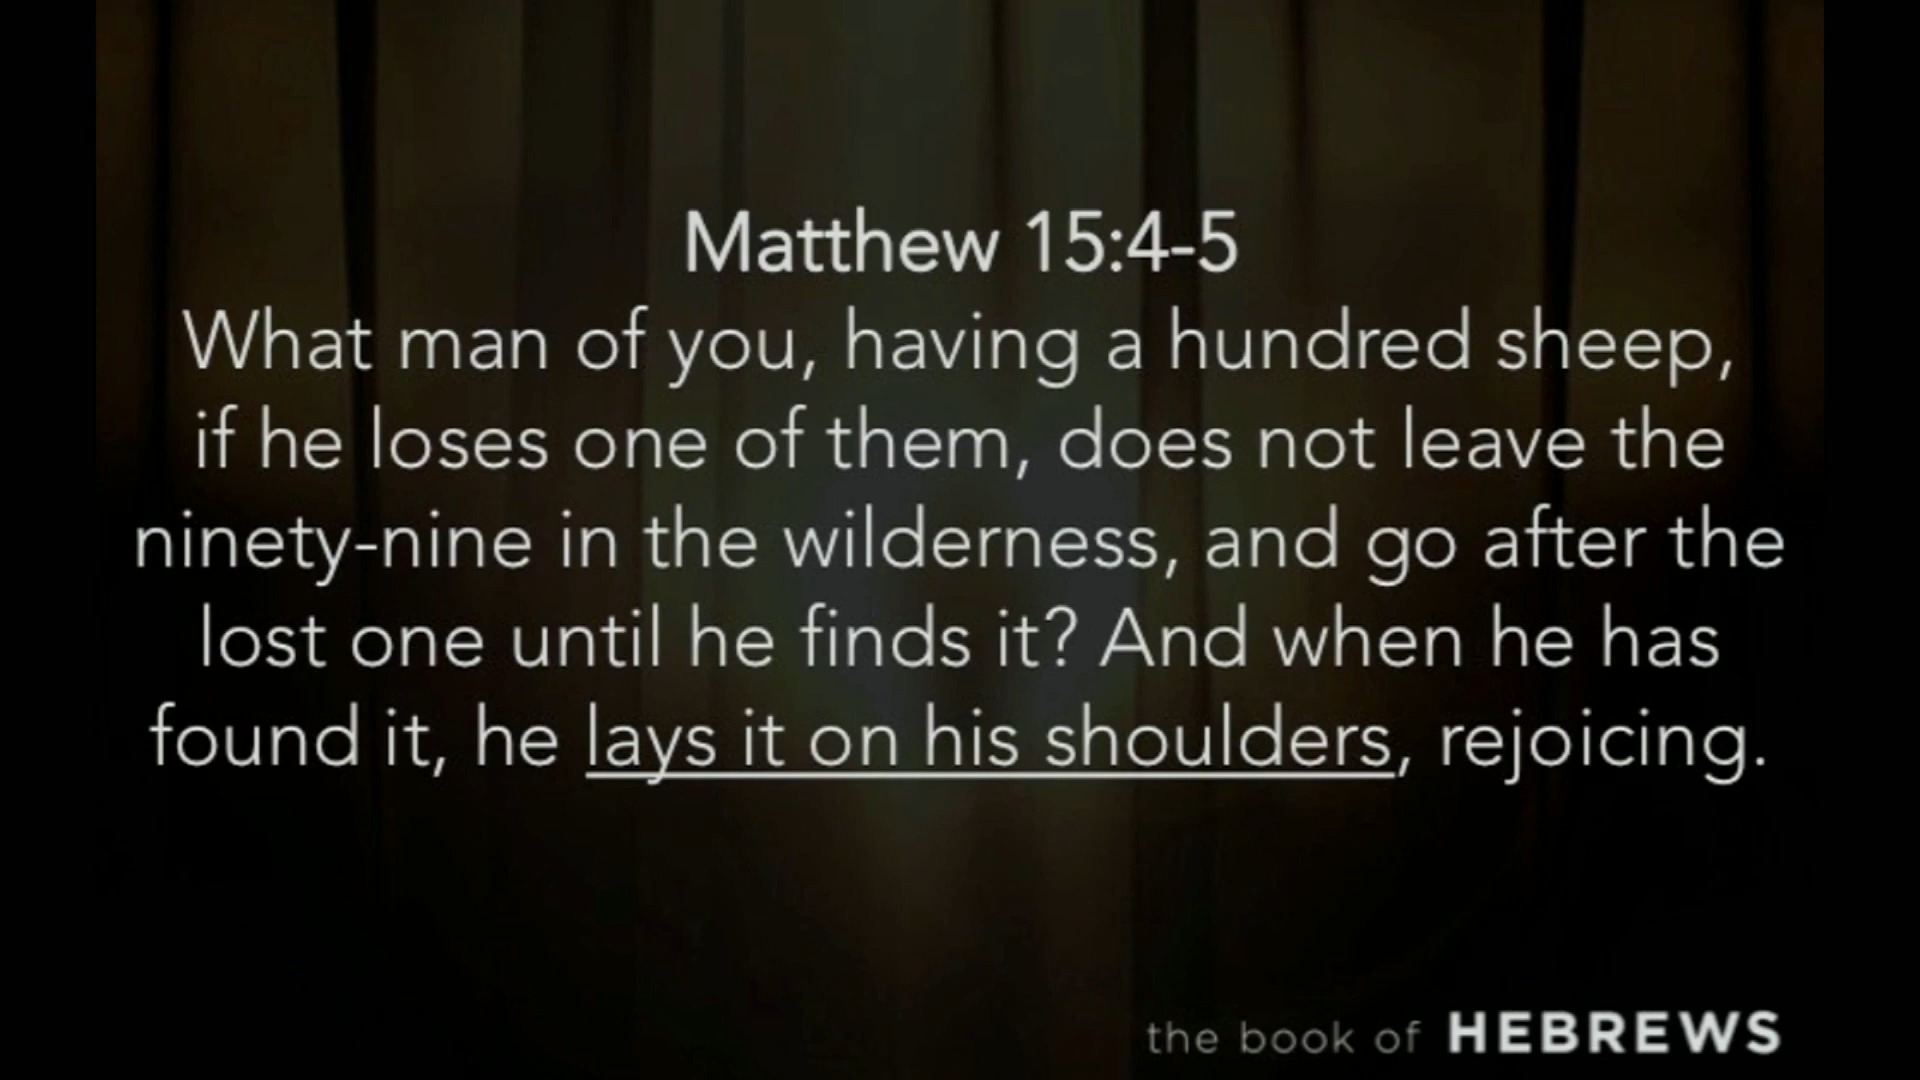 Matthew 15:4-5
What man of you, having a hundred sheep,
if he loses one of them, does not leave the
ninety-nine in the wilderness, and go after the
lost one until he finds it? And when he has
found it, he lays it on his shoulders, rejoicing.
the book of HEBREWS